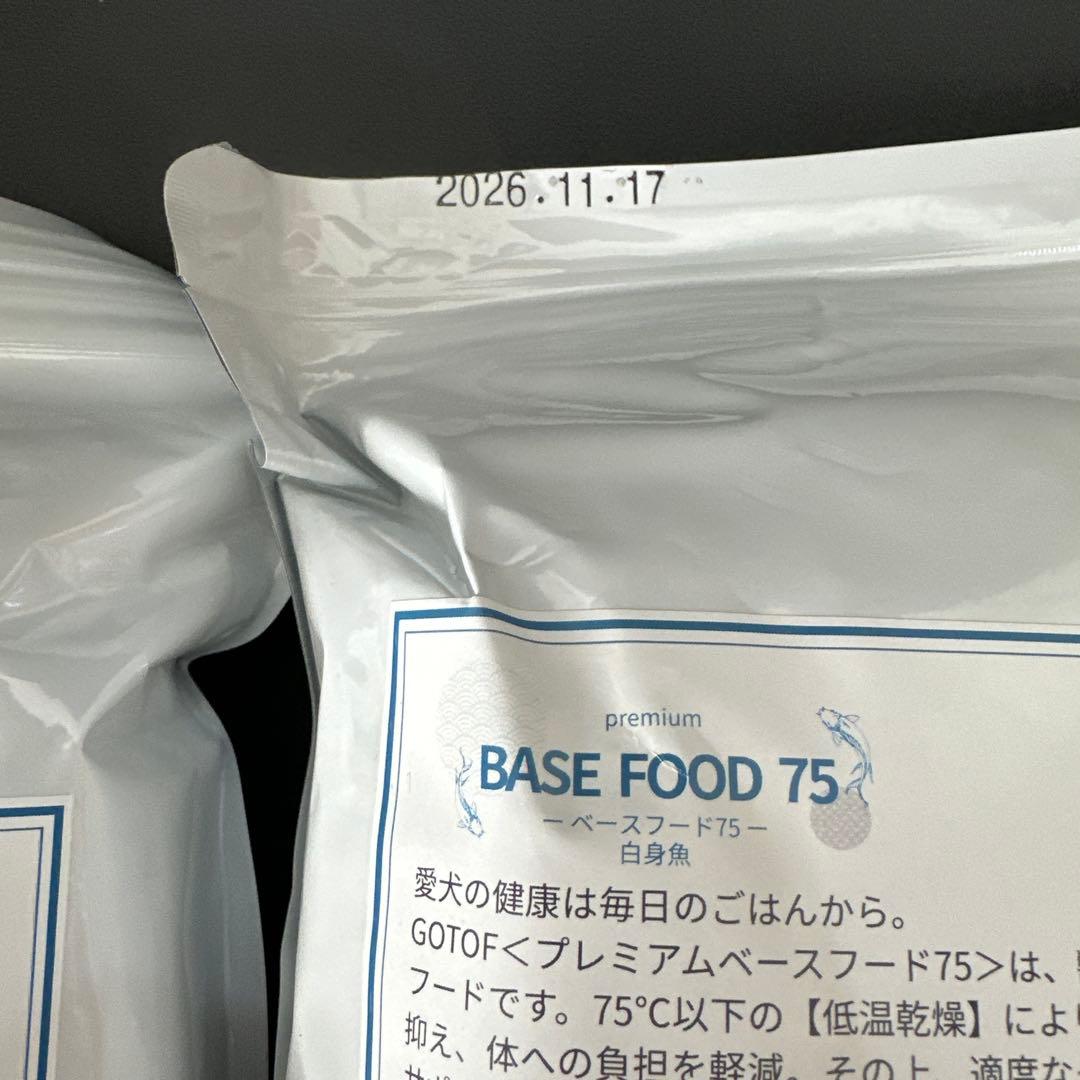 2026.11.17
premium
BASE FOOD 75
— ベースフード75 —
白身魚
愛犬の健康は毎日のごはんから。
GOTOF＜プレミアムベースフード75＞は、
フードです。75℃以下の【低温乾燥】により
抑え、体への負担を軽減。その上、適度な